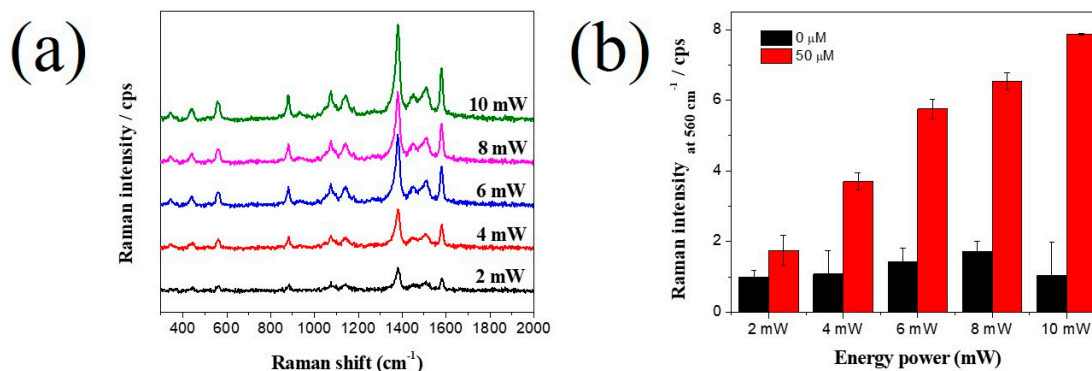 (a)
Raman intensity / cps
10 mW
8 mW
6 mW
4 mW
2 mW
400 600 800 1000 1200 1400 1600 1800 2000
Raman shift (cm⁻¹)
(b)
Raman intensity at 560 cm⁻¹ / cps
0 μM
50 μM
8
6
4
2
0
2 mW 4 mW 6 mW 8 mW 10 mW
Energy power (mW)